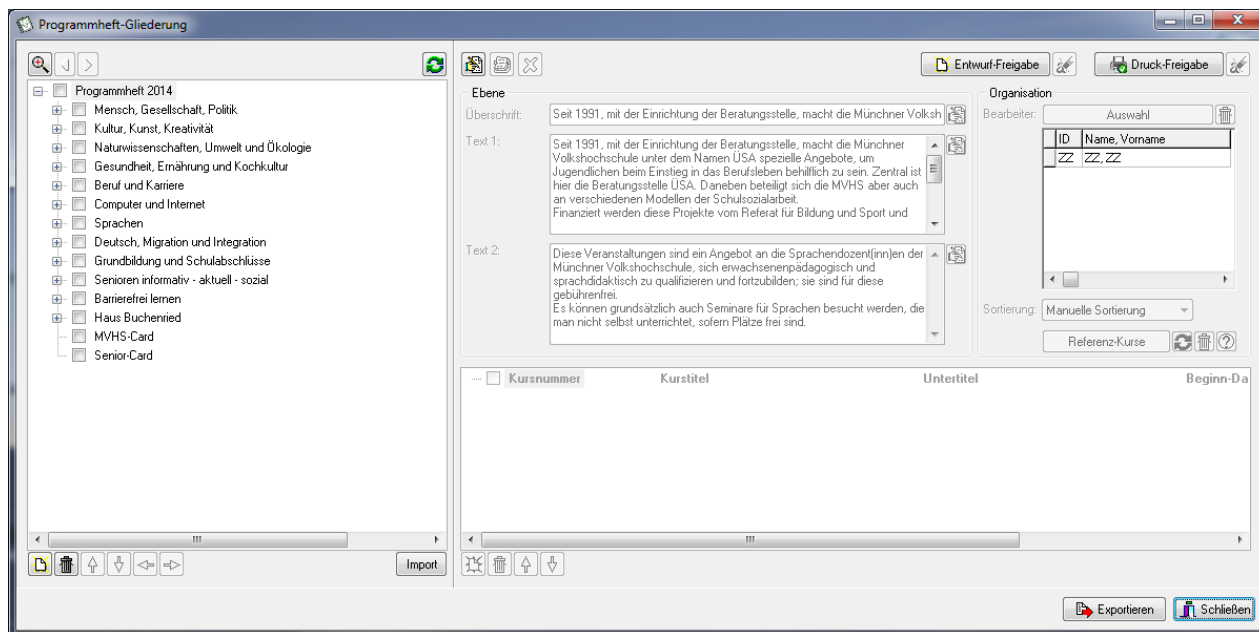 Programmheft-Gliederung
Entwurf-Freigabe
Druck-Freigabe
Programmheft 2014
Mensch, Gesellschaft, Politik
Kultur, Kunst, Kreativität
Naturwissenschaften, Umwelt und Ökologie
Gesundheit, Ernährung und Kochkultur
Beruf und Karriere
Computer und Internet
Sprachen
Deutsch, Migration und Integration
Grundbildung und Schulabschlüsse
Senioren informativ - aktuell - sozial
Barrierefrei lernen
Haus Buchenried
MVHS-Card
Senior-Card
Import
Ebene
Überschrift:
Seit 1991, mit der Einrichtung der Beratungsstelle, macht die Münchner Volksh
Text 1:
Seit 1991, mit der Einrichtung der Beratungsstelle, macht die Münchner
Volkshochschule unter dem Namen ÜSA spezielle Angebote, um
Jugendlichen beim Einstieg in das Berufsleben behilflich zu sein. Zentral ist
hier die Beratungsstelle ÜSA. Daneben beteiligt sich die MVHS aber auch
an verschiedenen Modellen der Schulsozialarbeit.
Finanziert werden diese Projekte vom Referat für Bildung und Sport und
Text 2:
Diese Veranstaltungen sind ein Angebot an die Sprachendozent(inn)en der
Münchner Volkshochschule, sich erwachsenenpädagogisch und
sprachdidaktisch zu qualifizieren und fortzubilden; sie sind für diese
gebührenfrei.
Es können grundsätzlich auch Seminare für Sprachen besucht werden, die
man nicht selbst unterrichtet, sofern Plätze frei sind.
Organisation
Bearbeiter:
Auswahl
ID Name, Vorname
ZZ ZZ, ZZ
Sortierung:
Manuelle Sortierung
Referenz-Kurse
Kursnummer Kurstitel Untertitel Beginn-Da
Exportieren
Schließen